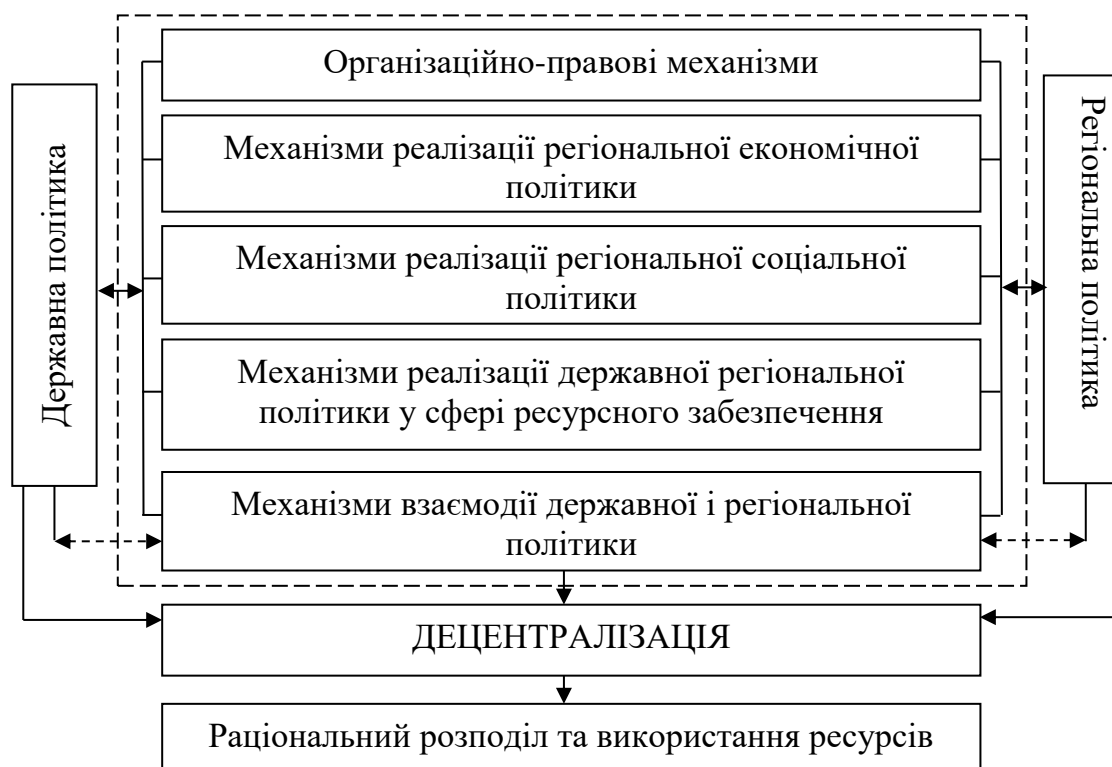 Державна політика
Організаційно-правові механізми
Механізми реалізації регіональної економічної
політики
Механізми реалізації регіональної соціальної
політики
Механізми реалізації державної регіональної
політики у сфері ресурсного забезпечення
Механізми взаємодії державної і регіональної
політики
Регіональна політика
ДЕЦЕНТРАЛІЗАЦІЯ
Раціональний розподіл та використання ресурсів